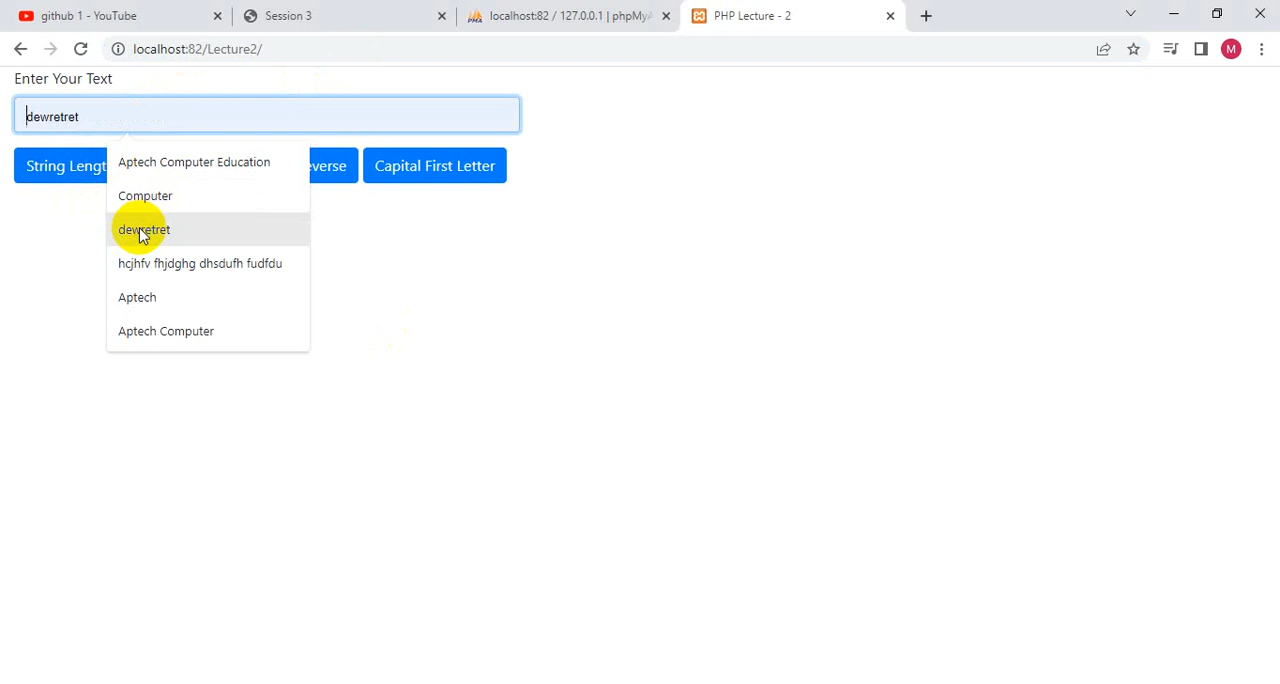 github 1 - YouTube
Session 3
localhost:82 / 127.0.0.1 | phpMyA
PHP Lecture - 2
localhost:82/Lecture2/
M
Enter Your Text
dewretret
String Lengt
everse
Capital First Letter
Aptech Computer Education
Computer
dewretret
hcjhfv fhjdghg dhsdufh fudfdu
Aptech
Aptech Computer